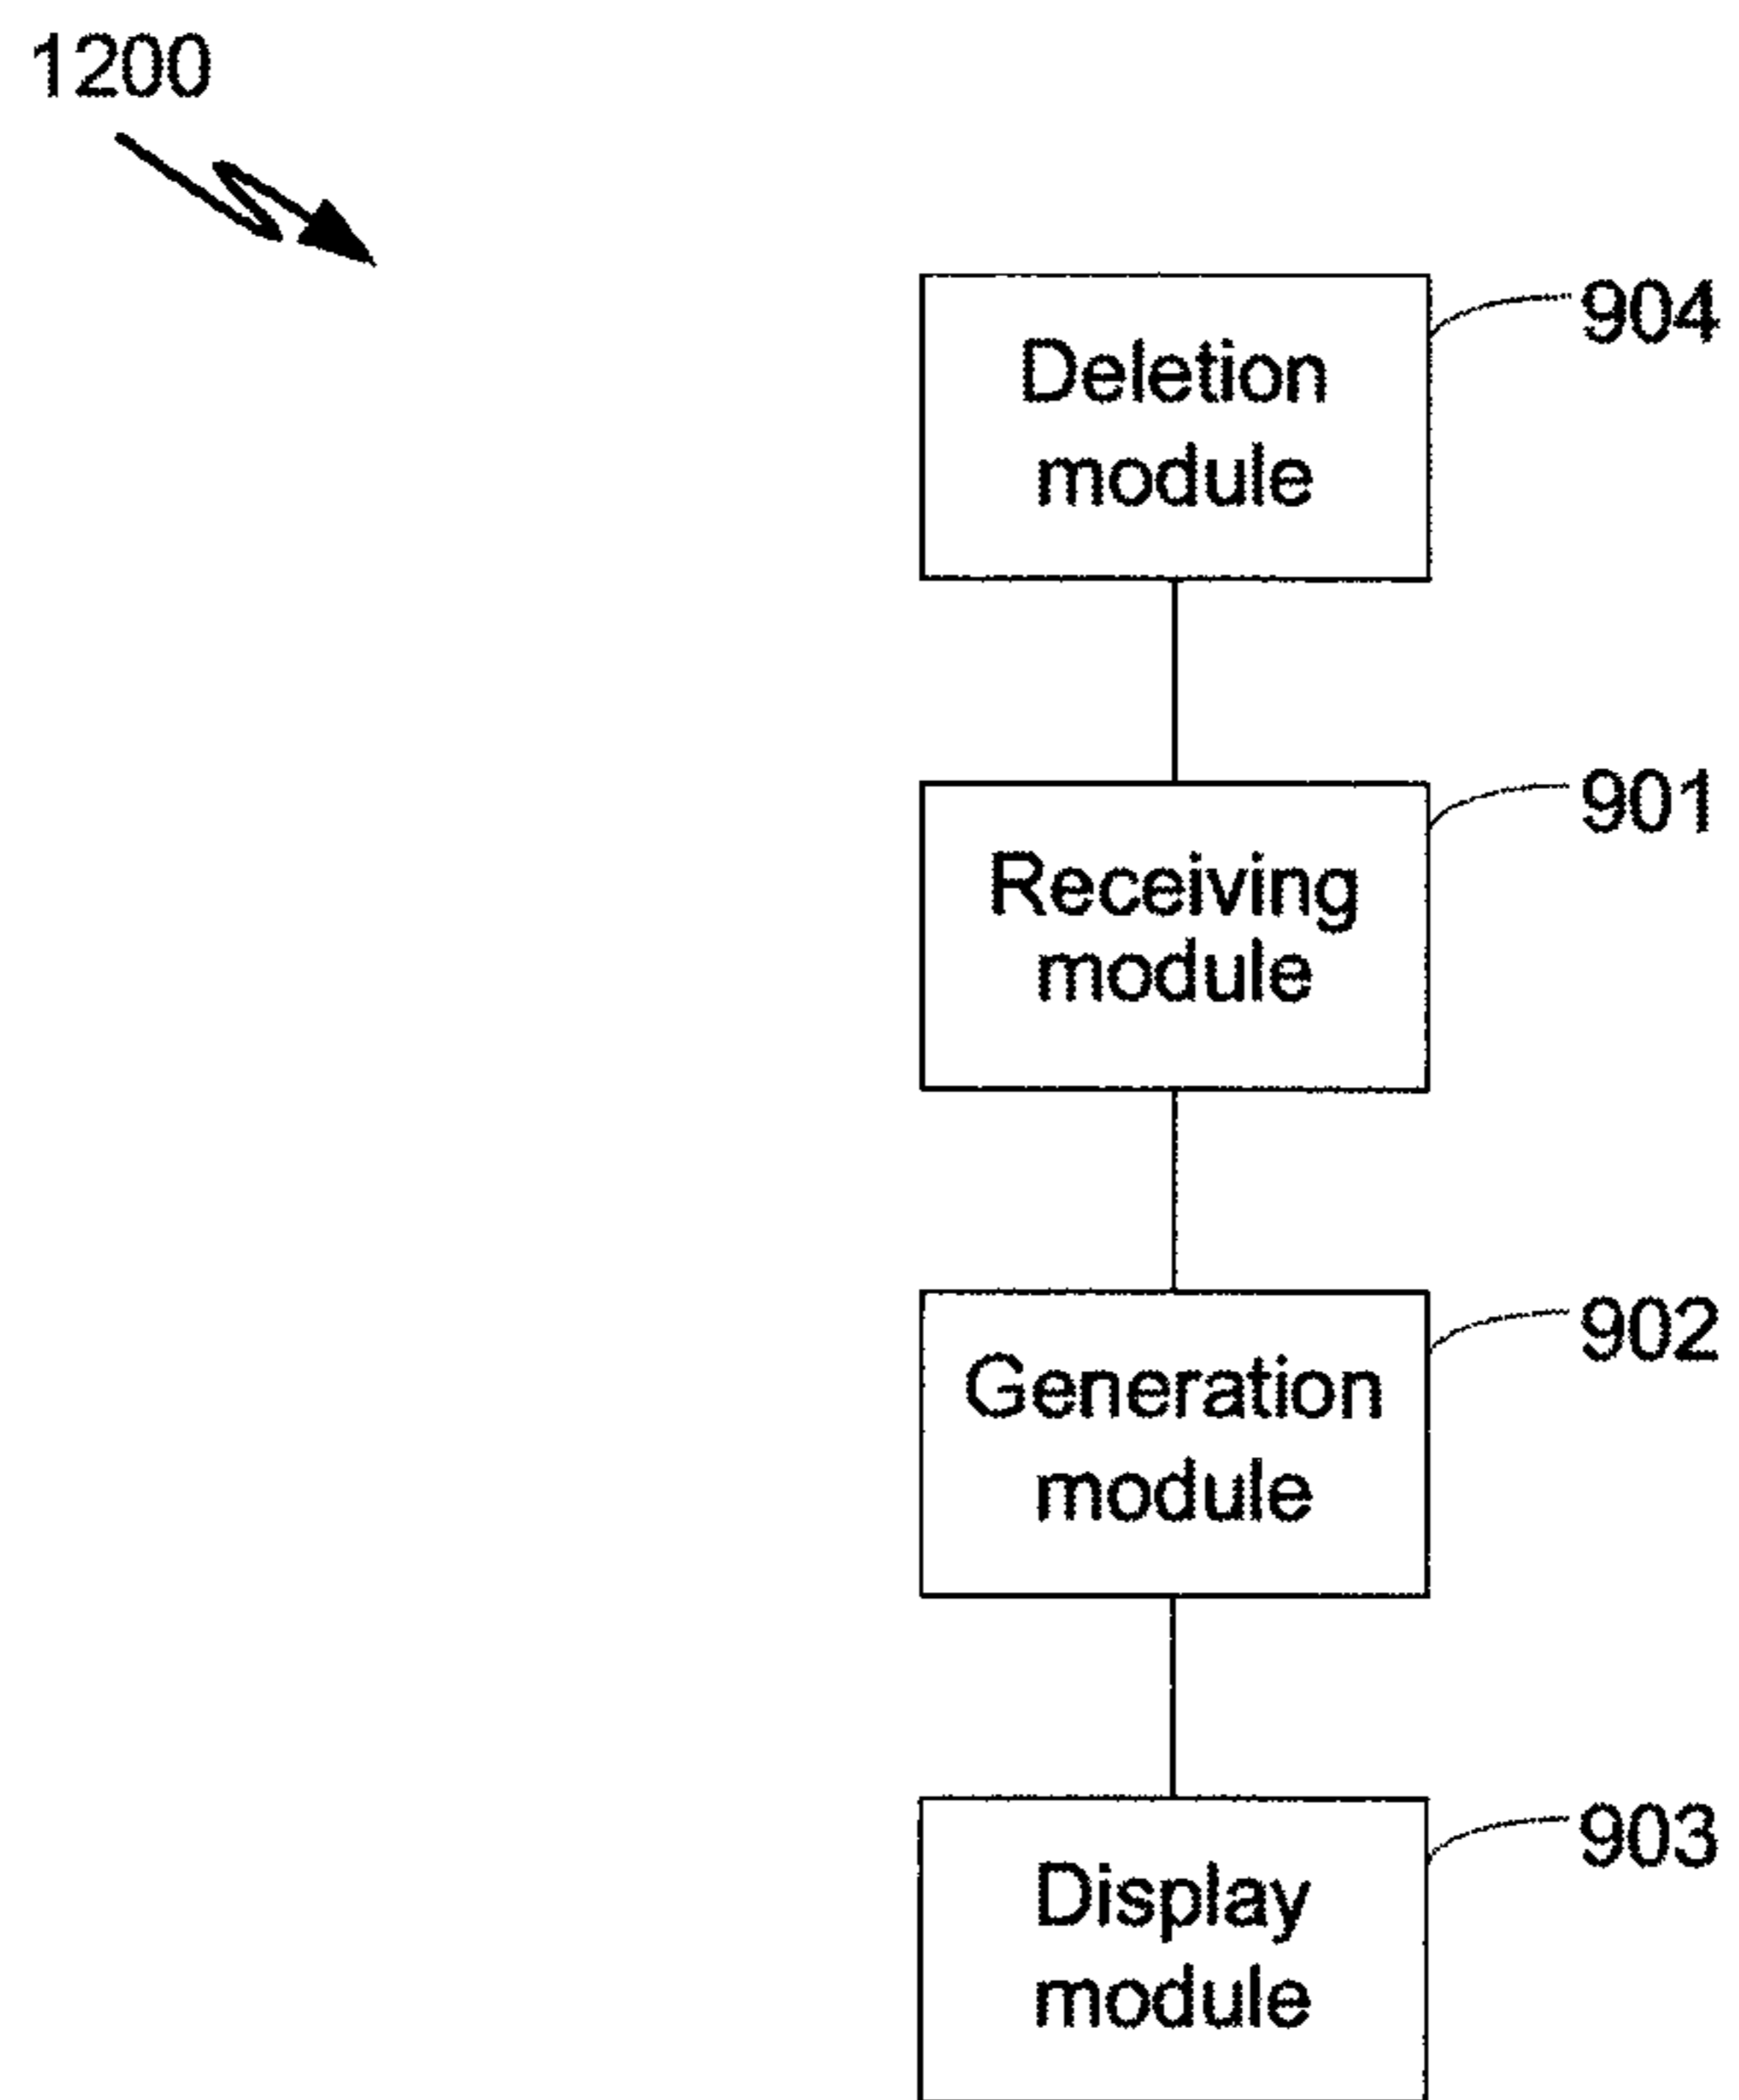 1200
904
Deletion
module
901
Receiving
module
902
Generation
module
903
Display
module